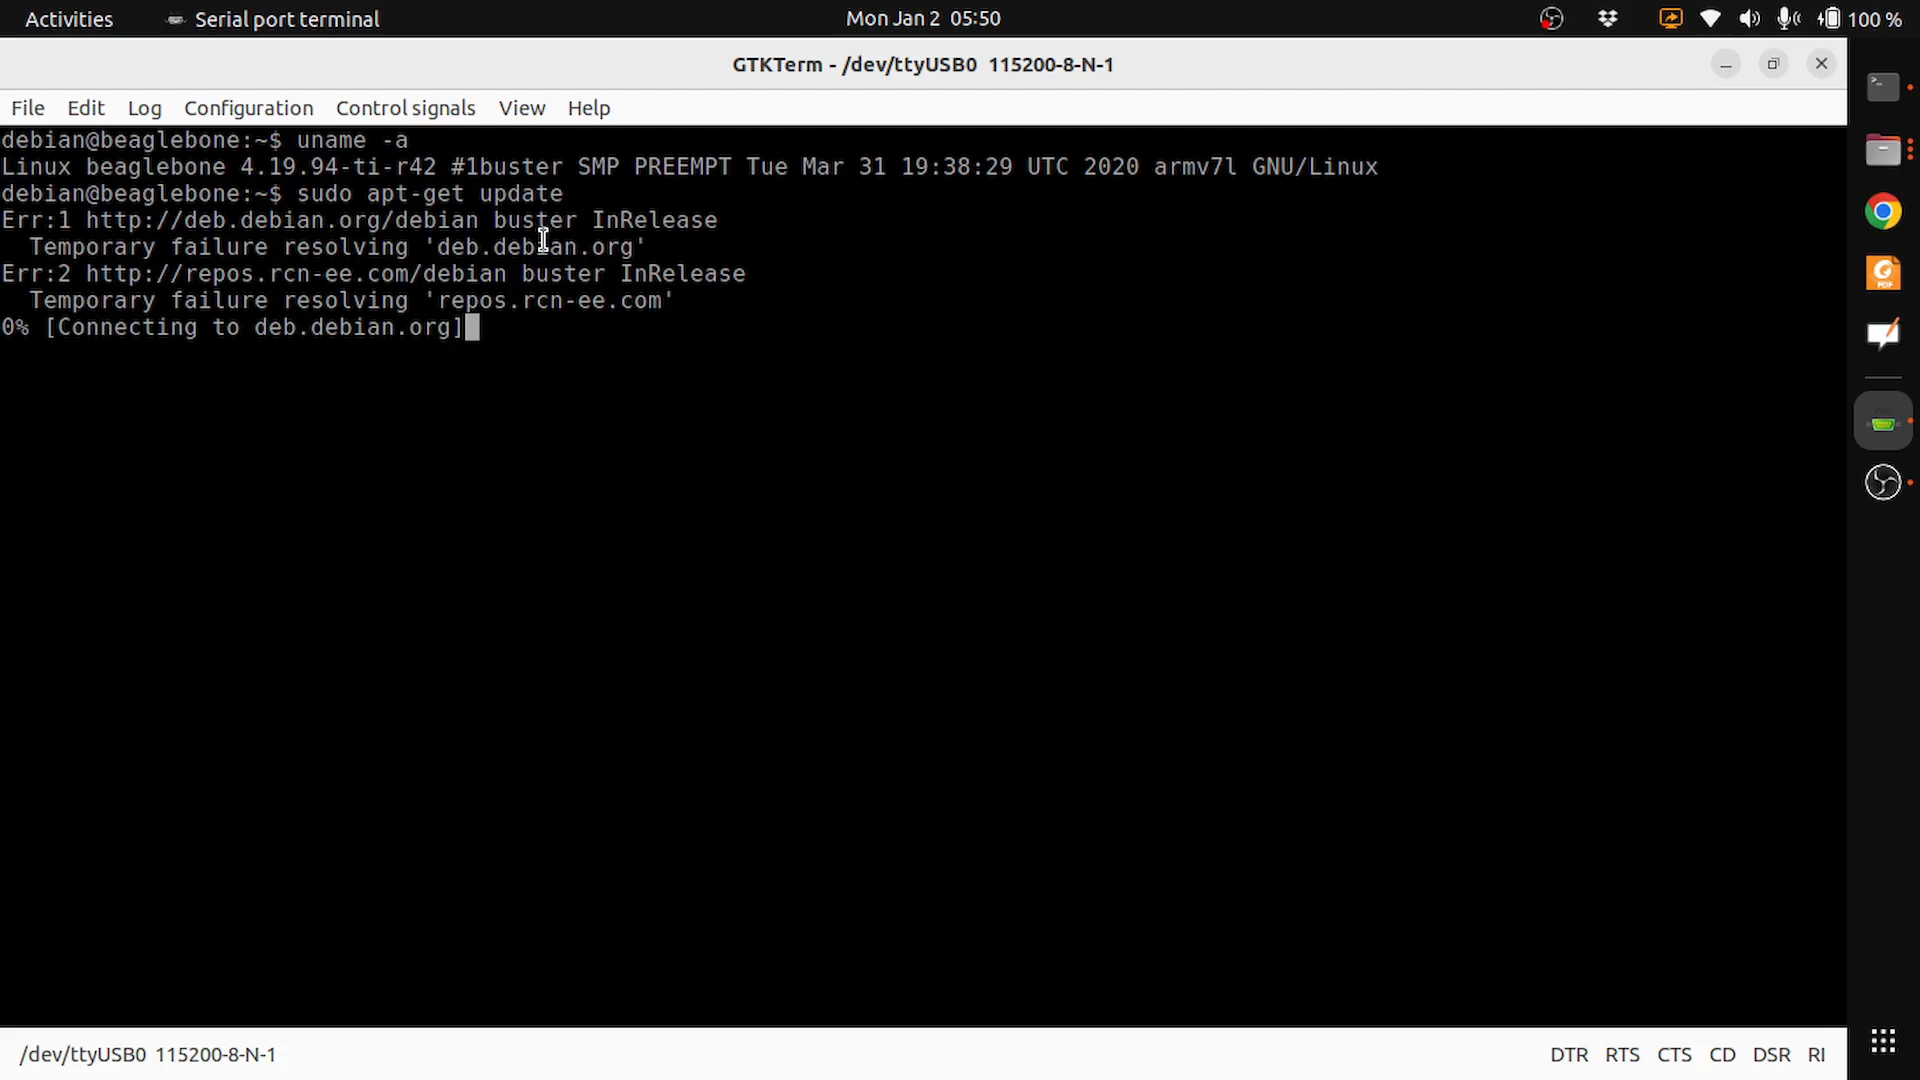 Activities Serial port terminal Mon Jan 2 05:50 100 %
GTKTerm - /dev/ttyUSB0 115200-8-N-1
File Edit Log Configuration Control signals View Help
debian@beaglebone:~$ uname -a
Linux beaglebone 4.19.94-ti-r42 #1buster SMP PREEMPT Tue Mar 31 19:38:29 UTC 2020 armv7l GNU/Linux
debian@beaglebone:~$ sudo apt-get update
Err:1 http://deb.debian.org/debian buster InRelease
  Temporary failure resolving 'deb.debian.org'
Err:2 http://repos.rcn-ee.com/debian buster InRelease
  Temporary failure resolving 'repos.rcn-ee.com'
0% [Connecting to deb.debian.org]
PDF
/dev/ttyUSB0 115200-8-N-1 DTR RTS CTS CD DSR RI